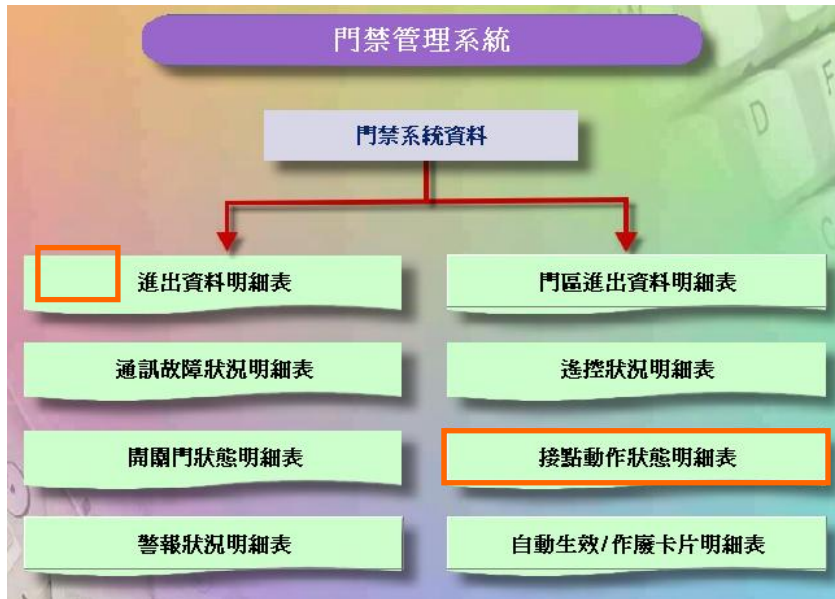 門禁管理系統
門禁系統資料
進出資料明細表
門區進出資料明細表
通訊故障狀況明細表
遙控狀況明細表
開關門狀態明細表
接點動作狀態明細表
警報狀況明細表
自動生效/作廢卡片明細表